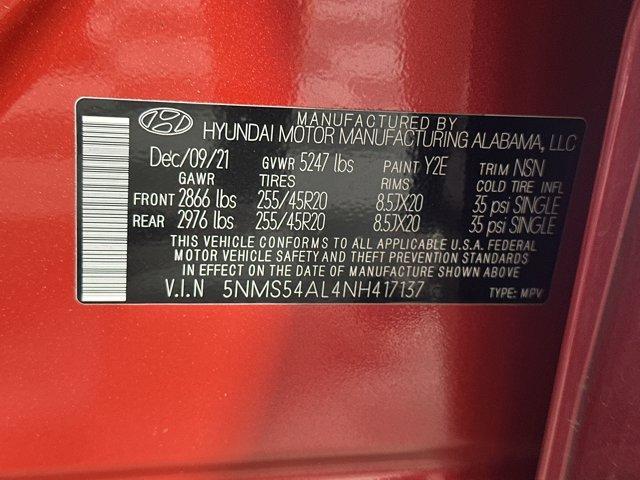 MANUFACTURED BY
HYUNDAI MOTOR MANUFACTURING ALABAMA, LLC
Dec/09/21 GVWR 5247 lbs PAINT Y2E TRIM NSN
GAWR TIRES RIMS COLD TIRE INFL
FRONT 2866 lbs 255/45R20 8.5JX20 35 psi SINGLE
REAR 2976 lbs 255/45R20 8.5JX20 35 psi SINGLE
THIS VEHICLE CONFORMS TO ALL APPLICABLE U.S.A. FEDERAL
MOTOR VEHICLE SAFETY AND THEFT PREVENTION STANDARDS
IN EFFECT ON THE DATE OF MANUFACTURE SHOWN ABOVE
V.I.N 5NMS54AL4NH417137 TYPE: MPV